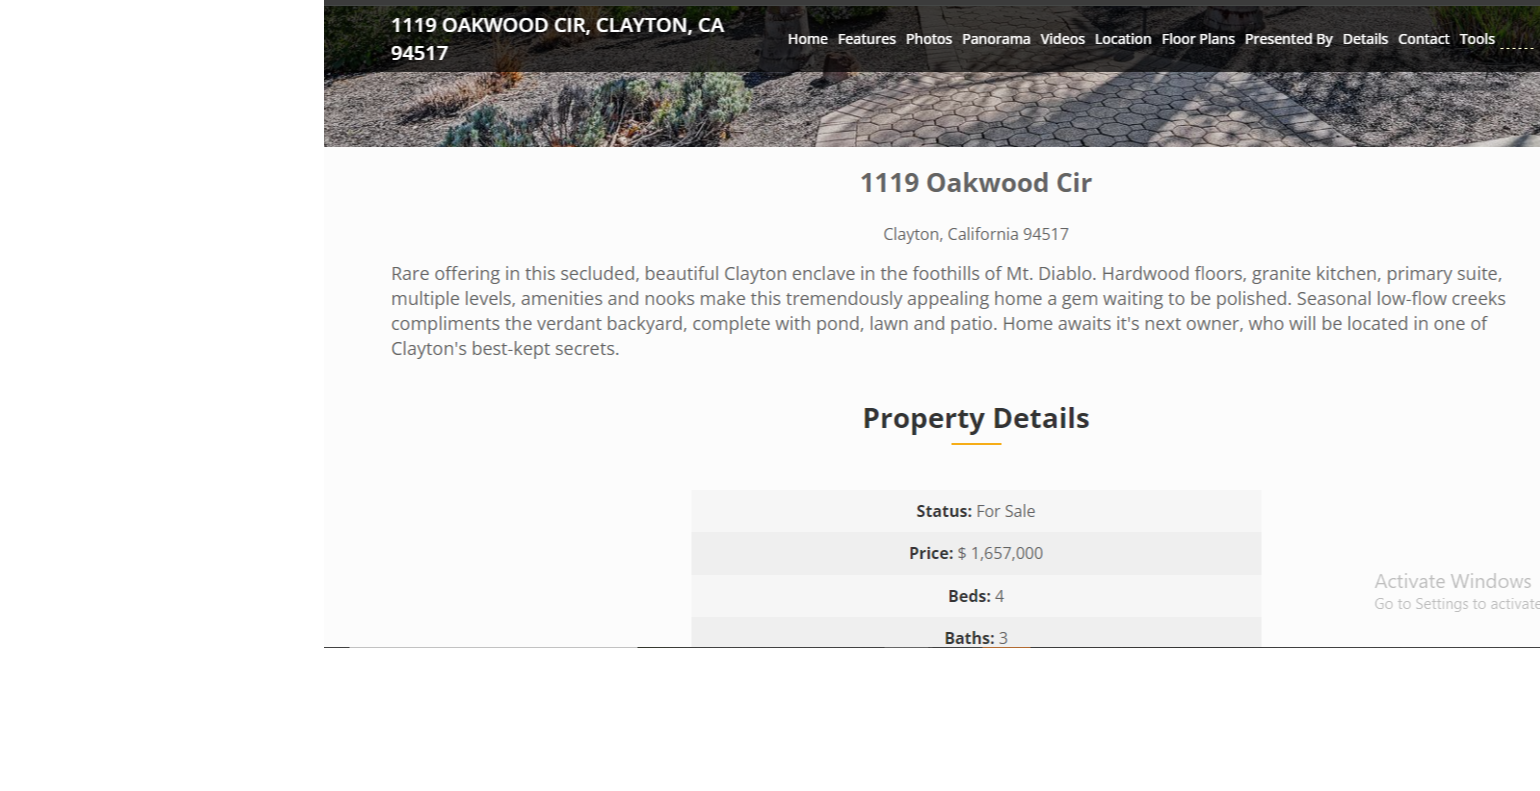 1119 OAKWOOD CIR, CLAYTON, CA
94517
Home Features Photos Panorama Videos Location Floor Plans Presented By Details Contact Tools
1119 Oakwood Cir
Clayton, California 94517
Rare offering in this secluded, beautiful Clayton enclave in the foothills of Mt. Diablo. Hardwood floors, granite kitchen, primary suite,
multiple levels, amenities and nooks make this tremendously appealing home a gem waiting to be polished. Seasonal low-flow creeks
compliments the verdant backyard, complete with pond, lawn and patio. Home awaits it's next owner, who will be located in one of
Clayton's best-kept secrets.
Property Details
Status: For Sale
Price: $ 1,657,000
Beds: 4
Baths: 3
Activate Windows
Go to Settings to activate